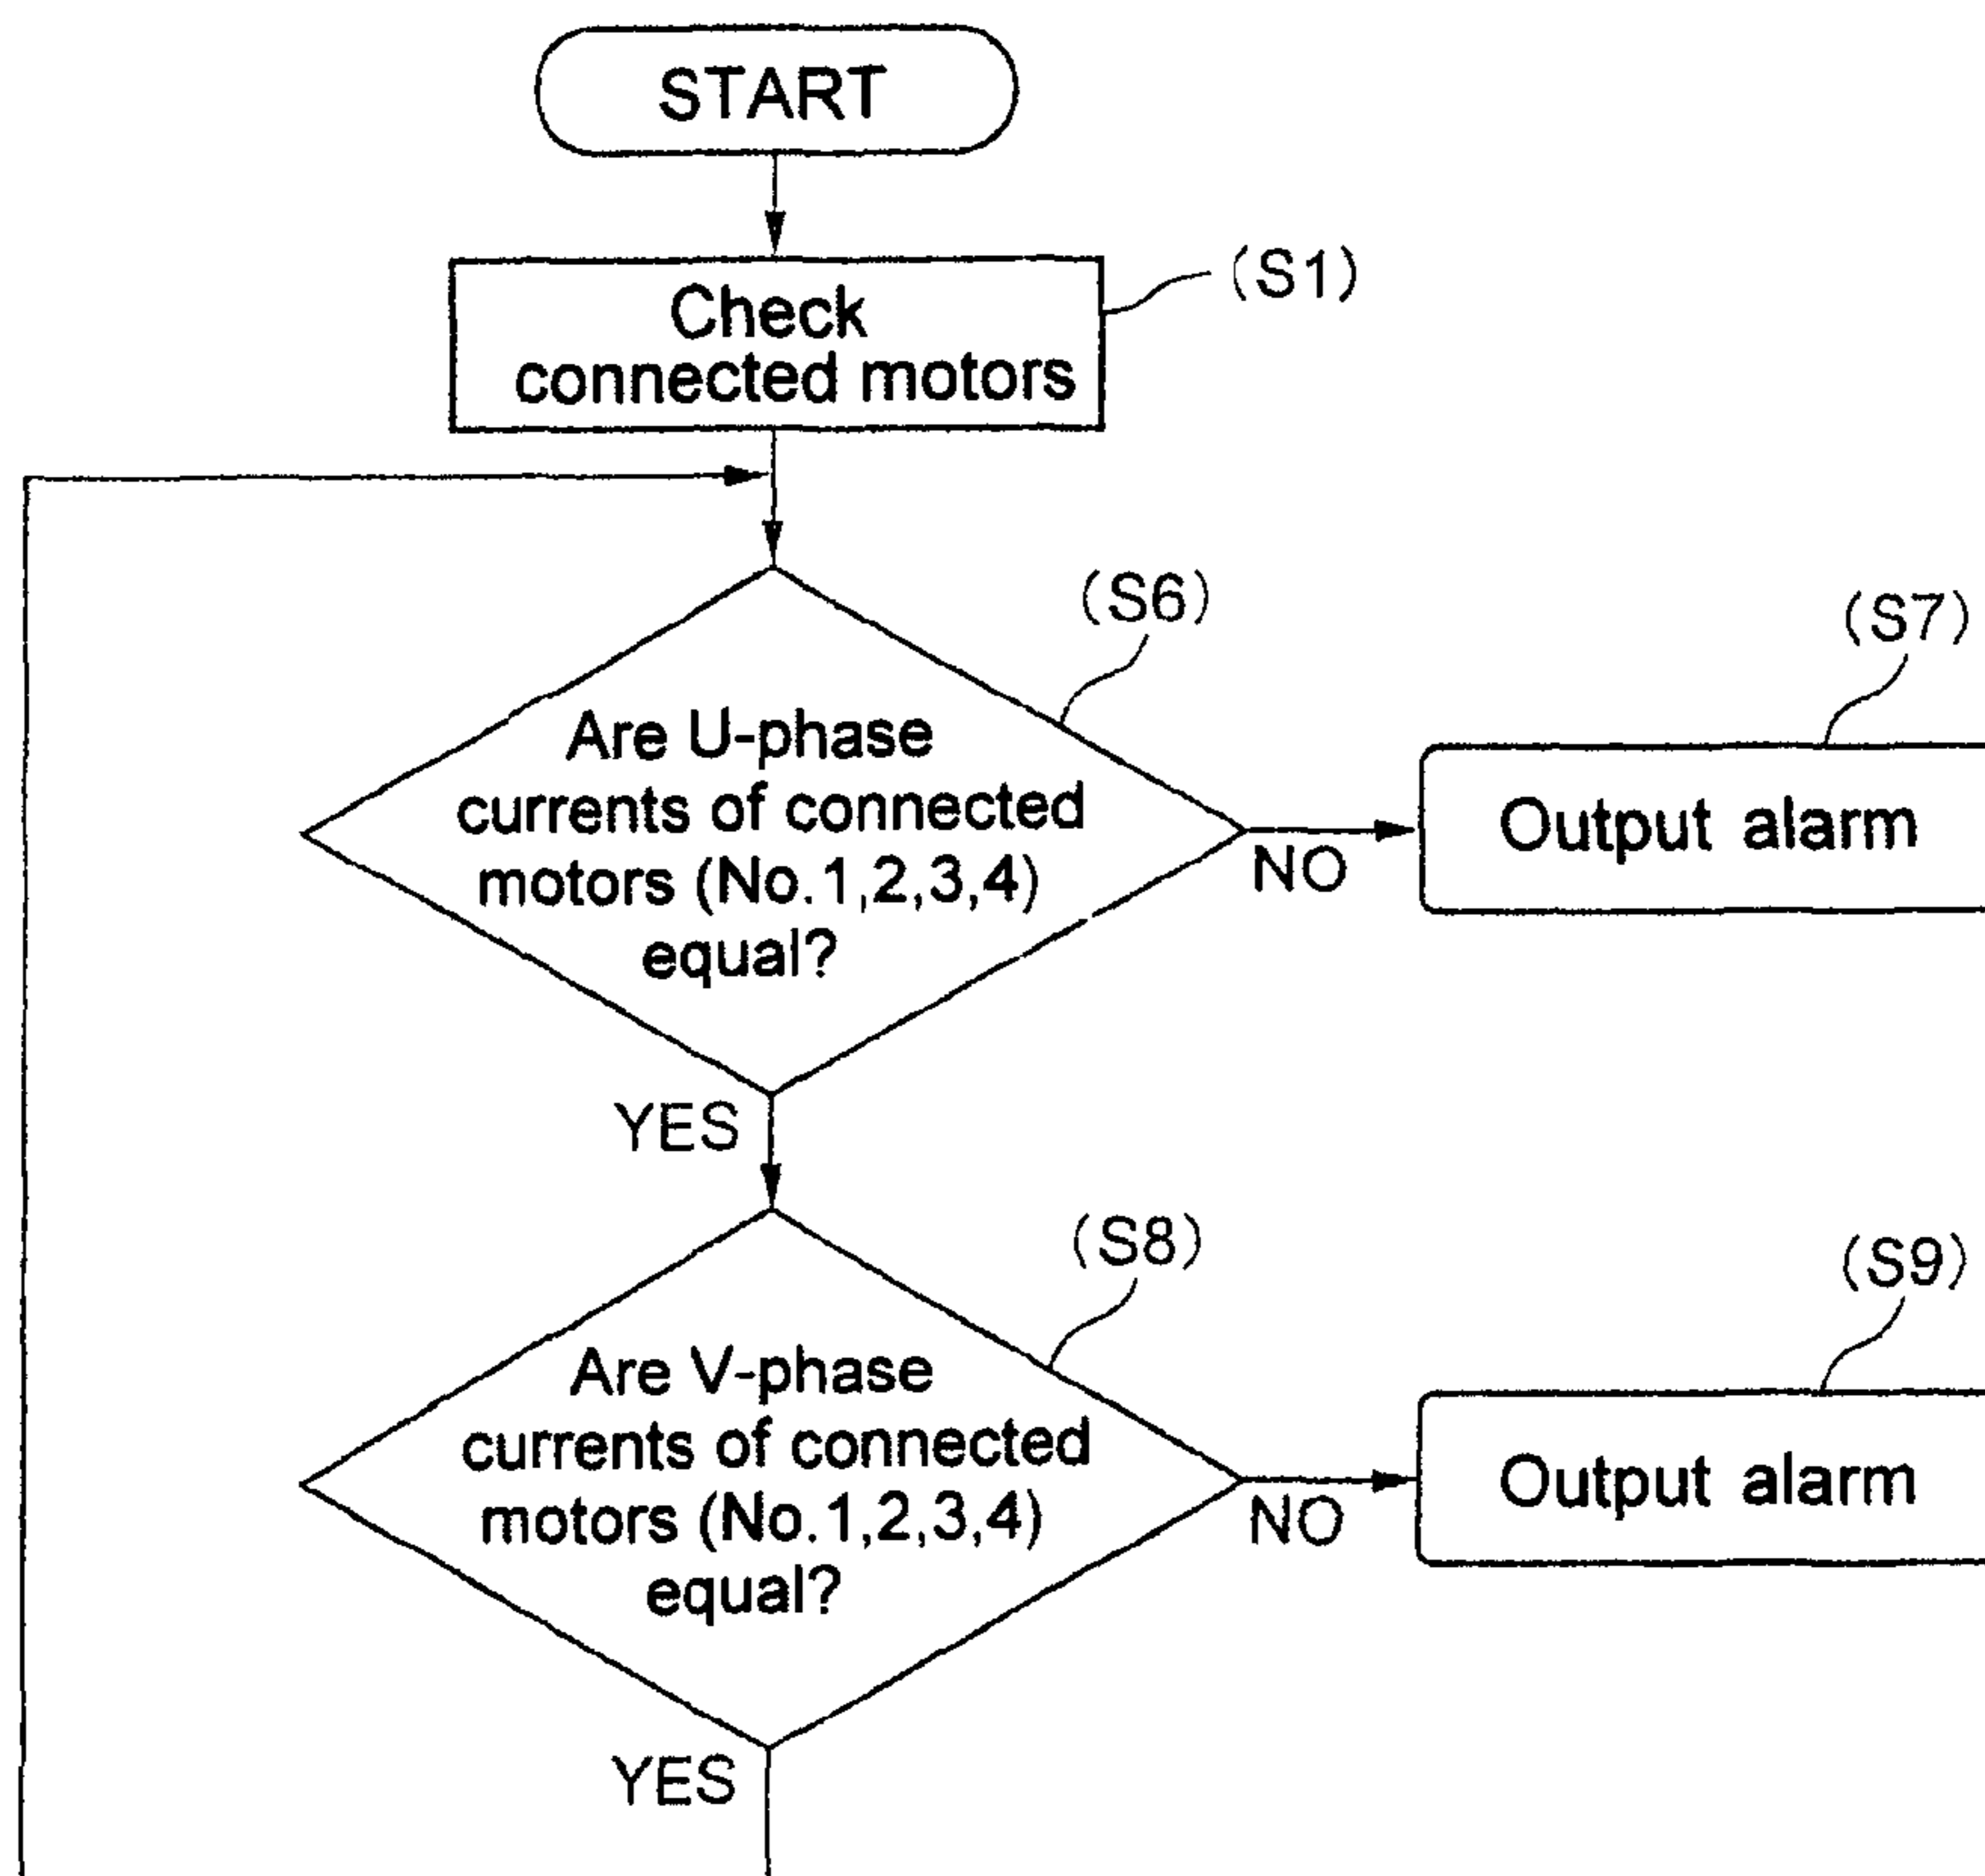 START
(S1)
Check
connected motors
(S6)
(S7)
Are U-phase
currents of connected
motors (No.1,2,3,4)
equal?
NO
Output alarm
YES
(S8)
(S9)
Are V-phase
currents of connected
motors (No.1,2,3,4)
equal?
NO
Output alarm
YES